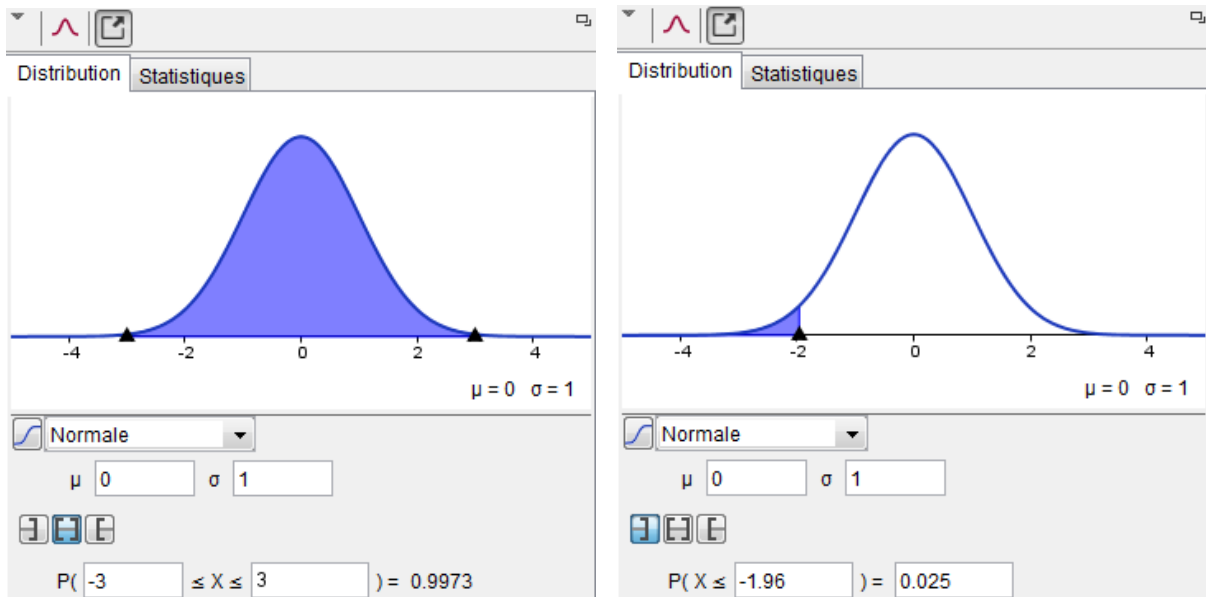 Distribution Statistiques
-4 -2 0 2 4
μ = 0 σ = 1
Normale
μ 0 σ 1
P( -3 ≤ X ≤ 3 ) = 0.9973
Distribution Statistiques
-4 -2 0 2 4
μ = 0 σ = 1
Normale
μ 0 σ 1
P( X ≤ -1.96 ) = 0.025